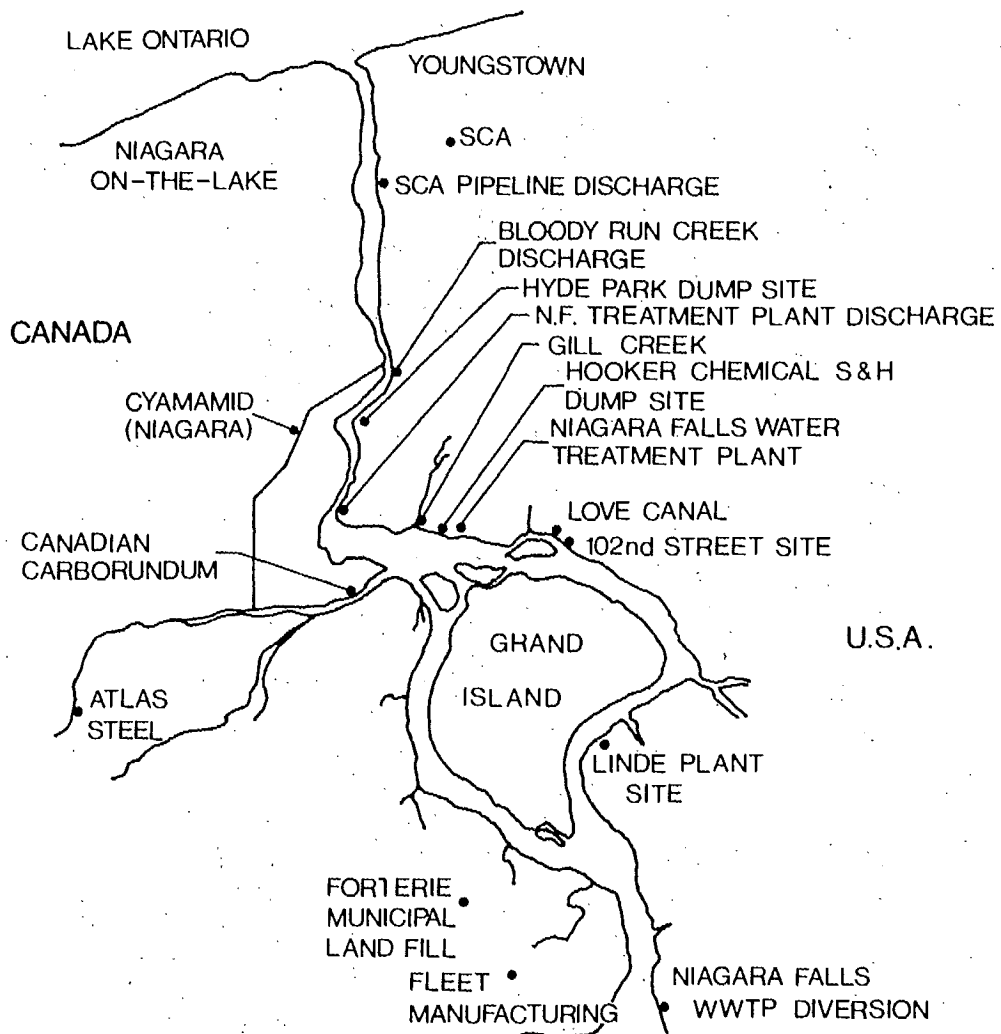 LAKE ONTARIO
YOUNGSTOWN
SCA
NIAGARA
ON-THE-LAKE
SCA PIPELINE DISCHARGE
BLOODY RUN CREEK
DISCHARGE
HYDE PARK DUMP SITE
N.F. TREATMENT PLANT DISCHARGE
CANADA
GILL CREEK
HOOKER CHEMICAL S&H
DUMP SITE
CYAMAMID
(NIAGARA)
NIAGARA FALLS WATER
TREATMENT PLANT
LOVE CANAL
102nd STREET SITE
CANADIAN
CARBORUNDUM
GRAND
ISLAND
U.S.A.
ATLAS
STEEL
LINDE PLANT
SITE
FORT ERIE
MUNICIPAL
LAND FILL
FLEET
MANUFACTURING
NIAGARA FALLS
WWTP DIVERSION